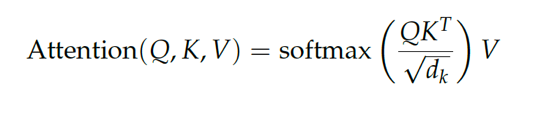 Attention(Q, K, V) = softmax(QK^T / √d_k) V